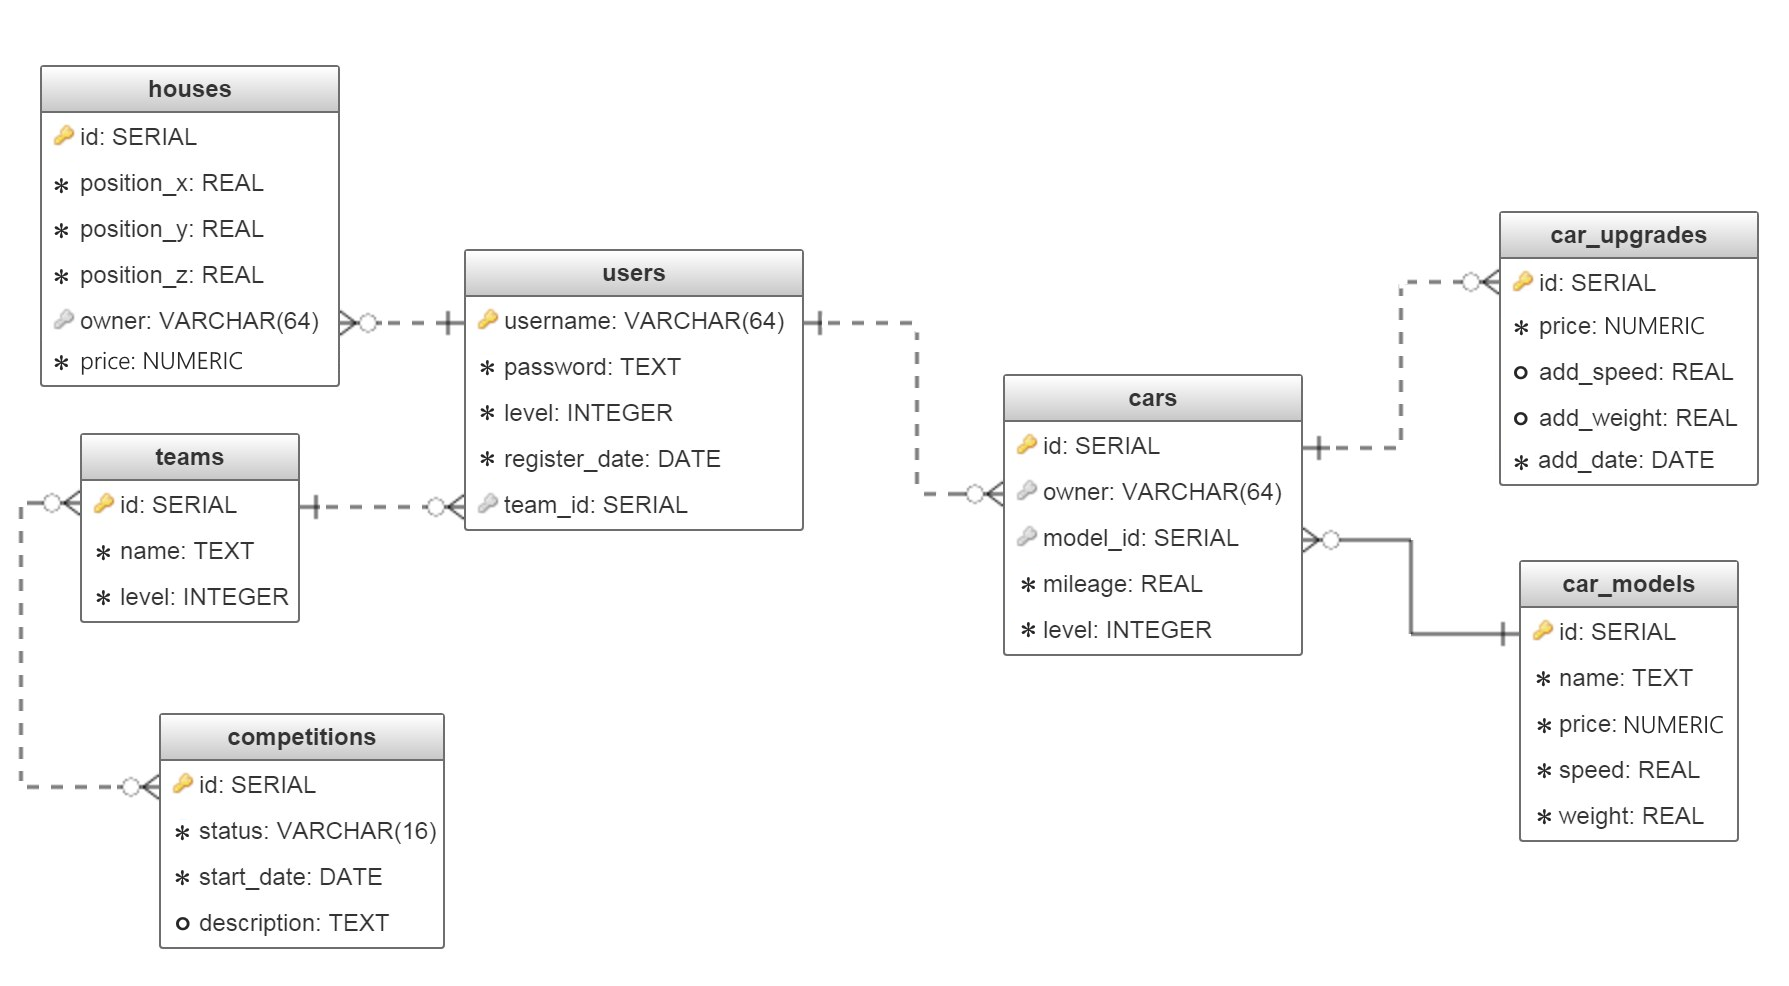 houses
id: SERIAL
* position_x: REAL
* position_y: REAL
* position_z: REAL
owner: VARCHAR(64)
* price: NUMERIC
users
username: VARCHAR(64)
* password: TEXT
* level: INTEGER
* register_date: DATE
team_id: SERIAL
teams
id: SERIAL
* name: TEXT
* level: INTEGER
competitions
id: SERIAL
* status: VARCHAR(16)
* start_date: DATE
description: TEXT
cars
id: SERIAL
owner: VARCHAR(64)
model_id: SERIAL
* mileage: REAL
* level: INTEGER
car_upgrades
id: SERIAL
* price: NUMERIC
add_speed: REAL
add_weight: REAL
* add_date: DATE
car_models
id: SERIAL
* name: TEXT
* price: NUMERIC
* speed: REAL
* weight: REAL